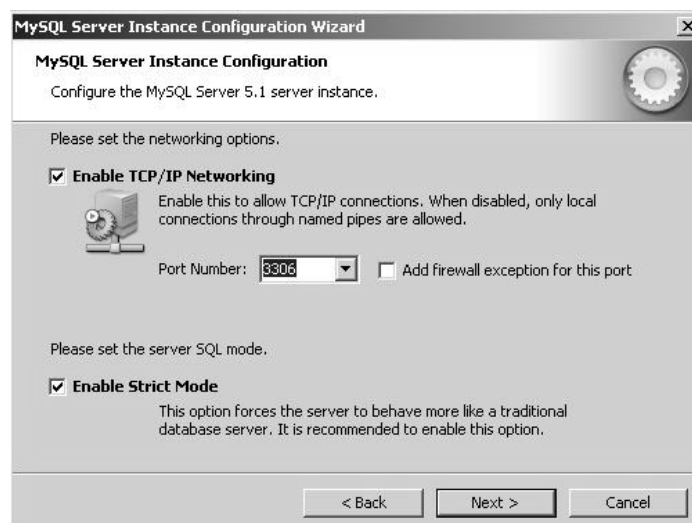 MySQL Server Instance Configuration Wizard
MySQL Server Instance Configuration
Configure the MySQL Server 5.1 server instance.
Please set the networking options.
Enable TCP/IP Networking
Enable this to allow TCP/IP connections. When disabled, only local
connections through named pipes are allowed.
Port Number: 3306 Add firewall exception for this port
Please set the server SQL mode.
Enable Strict Mode
This option forces the server to behave more like a traditional
database server. It is recommended to enable this option.
< Back Next > Cancel